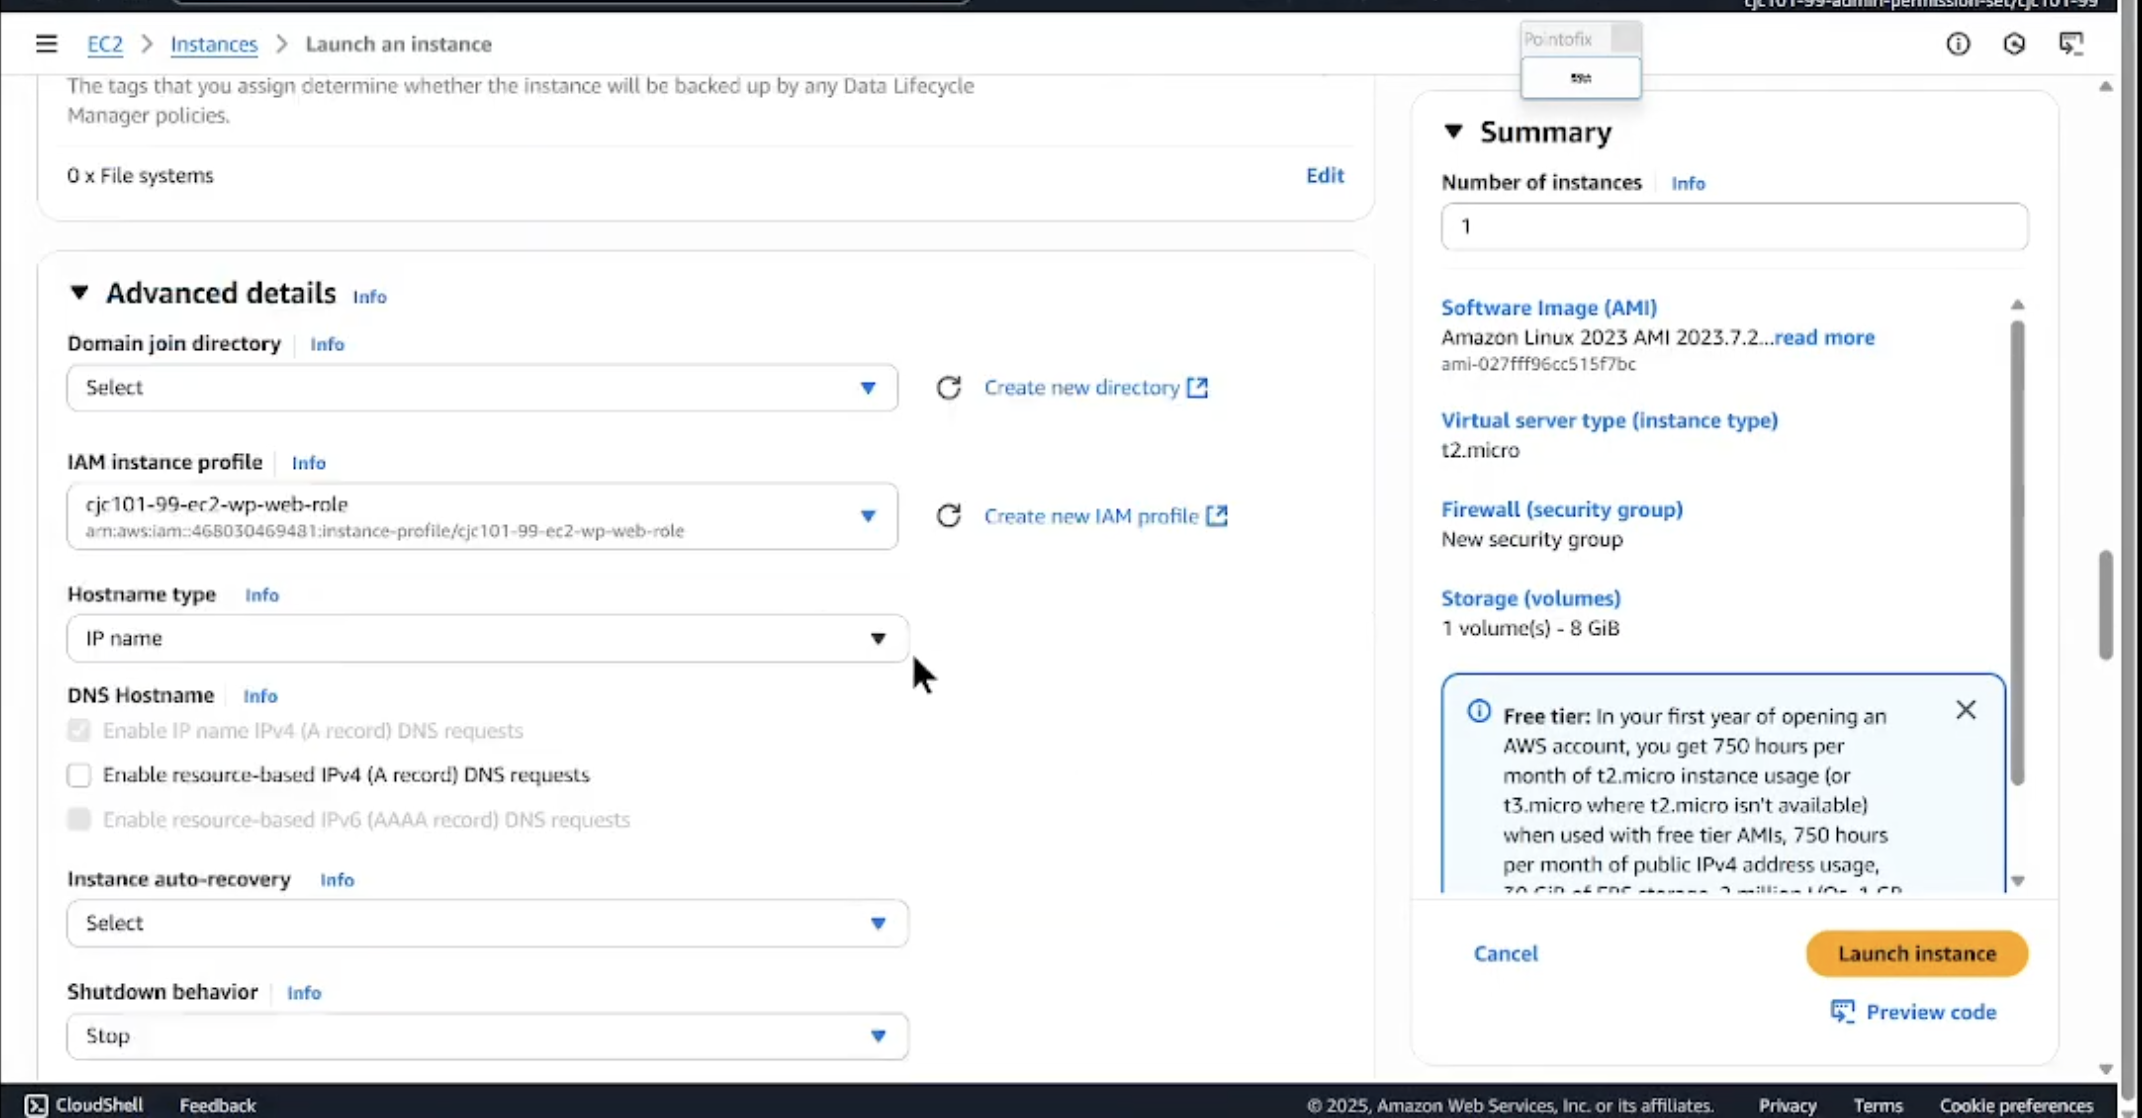 cjc101-99-admin-permission-set/cjc101-99
EC2 > Instances > Launch an instance
Pointofix
The tags that you assign determine whether the instance will be backed up by any Data Lifecycle
Manager policies.
0 x File systems
Edit
Advanced details Info
Domain join directory Info
Select
Create new directory
IAM instance profile Info
cjc101-99-ec2-wp-web-role
arn:aws:iam::468030469481:instance-profile/cjc101-99-ec2-wp-web-role
Create new IAM profile
Hostname type Info
IP name
DNS Hostname Info
Enable IP name IPv4 (A record) DNS requests
Enable resource-based IPv4 (A record) DNS requests
Enable resource-based IPv6 (AAAA record) DNS requests
Instance auto-recovery Info
Select
Shutdown behavior Info
Stop
Summary
Number of instances Info
1
Software Image (AMI)
Amazon Linux 2023 AMI 2023.7.2...read more
ami-027fff96cc515f7bc
Virtual server type (instance type)
t2.micro
Firewall (security group)
New security group
Storage (volumes)
1 volume(s) - 8 GiB
Free tier: In your first year of opening an
AWS account, you get 750 hours per
month of t2.micro instance usage (or
t3.micro where t2.micro isn't available)
when used with free tier AMIs, 750 hours
per month of public IPv4 address usage,
30 GiB of EBS storage, 2 million I/Os, 1 GB
Cancel
Launch instance
Preview code
CloudShell Feedback
© 2025, Amazon Web Services, Inc. or its affiliates. Privacy Terms Cookie preferences